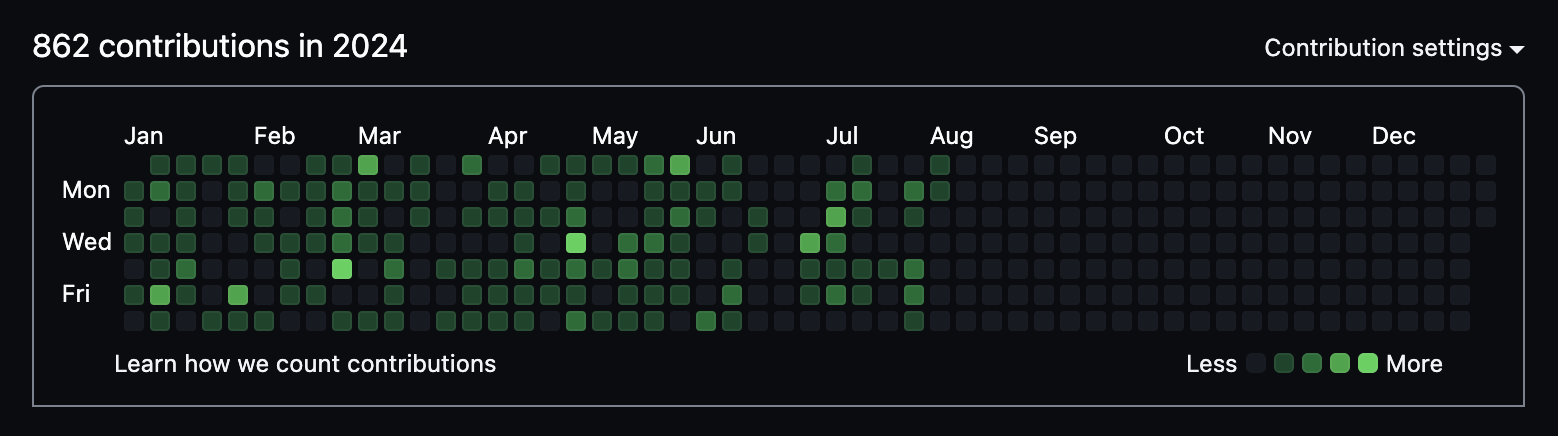 862 contributions in 2024
Contribution settings
Jan Feb Mar Apr May Jun Jul Aug Sep Oct Nov Dec
Mon
Wed
Fri
Learn how we count contributions
Less More